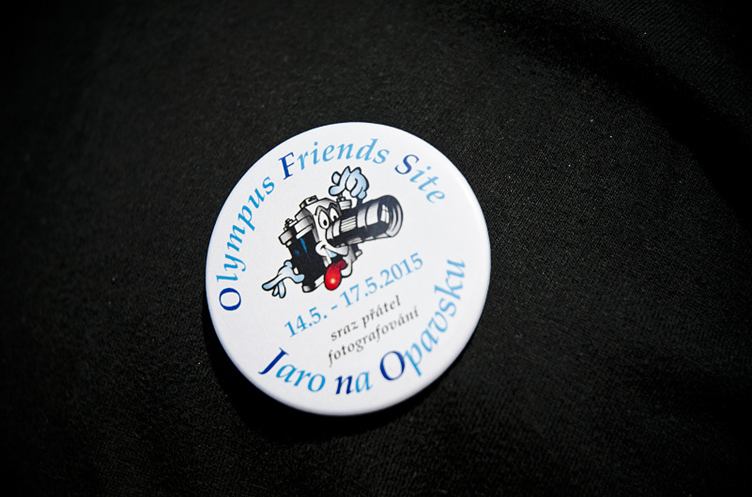 Olympus Friends Site
14.5. - 17.5.2015
sraz přátel
fotografování
Jaro na Opavsku